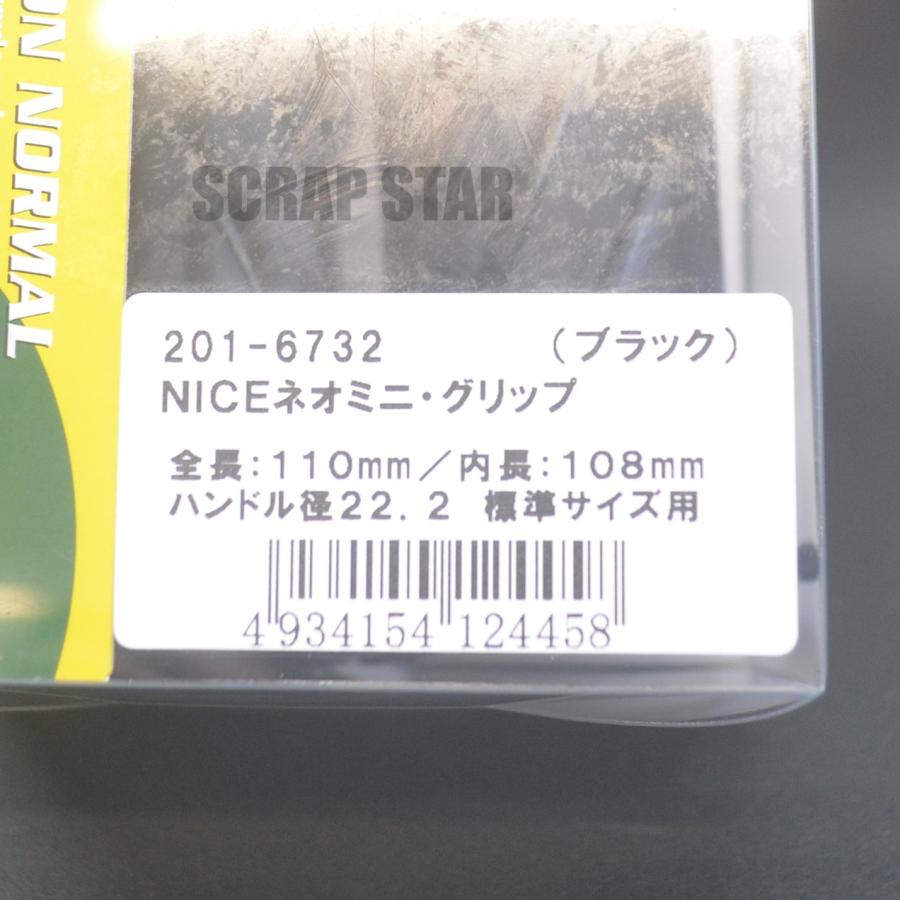 ON NORMAL
SCRAP STAR
201-6732 （ブラック）
NICEネオミニ・グリップ
全長：110mm／内長：108mm
ハンドル径22.2 標準サイズ用
4 934154 124458